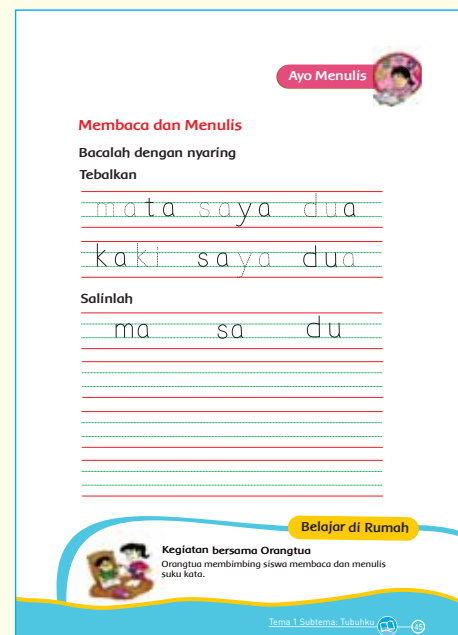 Ayo Menulis
Membaca dan Menulis
Bacalah dengan nyaring
Tebalkan
mata saya dua
kaki saya dua
Salinlah
ma sa du
Belajar di Rumah
Kegiatan bersama Orangtua
Orangtua membimbing siswa membaca dan menulis
suku kata.
Tema 1 Subtema: Tubuhku 45